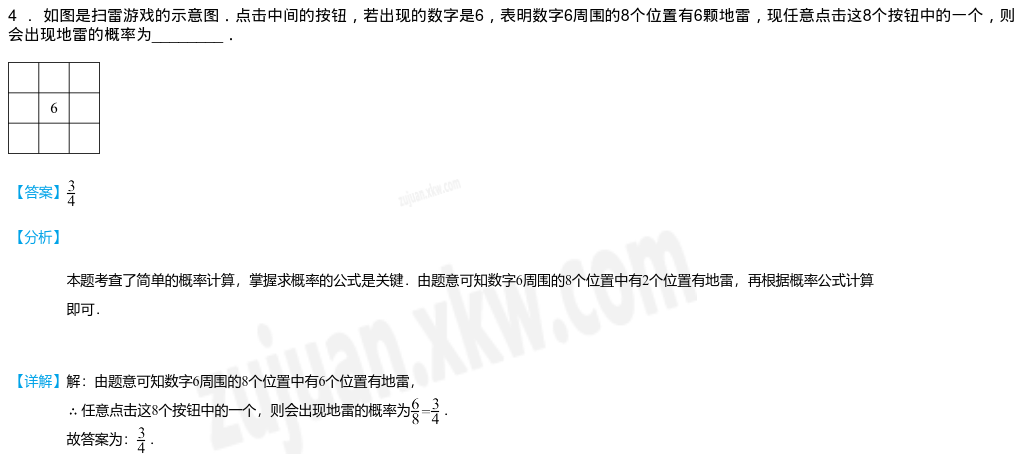 4 ． 如图是扫雷游戏的示意图．点击中间的按钮，若出现的数字是6，表明数字6周围的8个位置有6颗地雷，现任意点击这8个按钮中的一个，则
会出现地雷的概率为_________．
6
【答案】3/4
zujuan.xkw.com
【分析】
本题考查了简单的概率计算，掌握求概率的公式是关键．由题意可知数字6周围的8个位置中有2个位置有地雷，再根据概率公式计算
即可．
【详解】解：由题意可知数字6周围的8个位置中有6个位置有地雷，
∴任意点击这8个按钮中的一个，则会出现地雷的概率为6/8=3/4．
故答案为：3/4．
zujuan.xkw.com